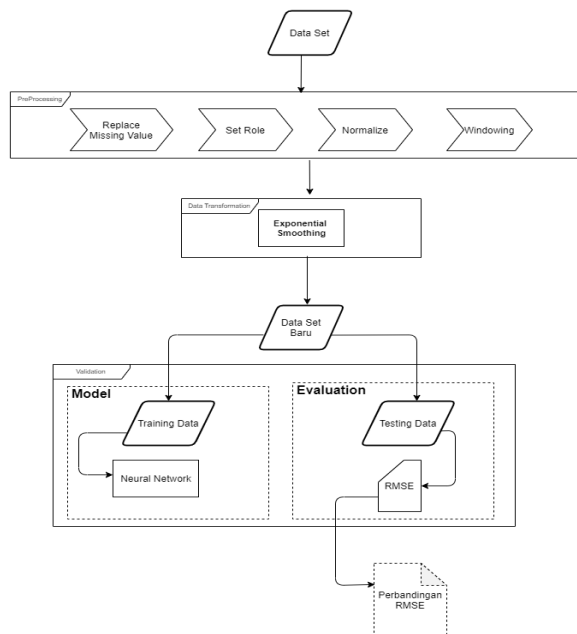 Data Set
PreProcessing
Replace
Missing Value
Set Role
Normalize
Windowing
Data Transformation
Exponential
Smoothing
Data Set
Baru
Validation
Model
Training Data
Neural Network
Evaluation
Testing Data
RMSE
Perbandingan
RMSE